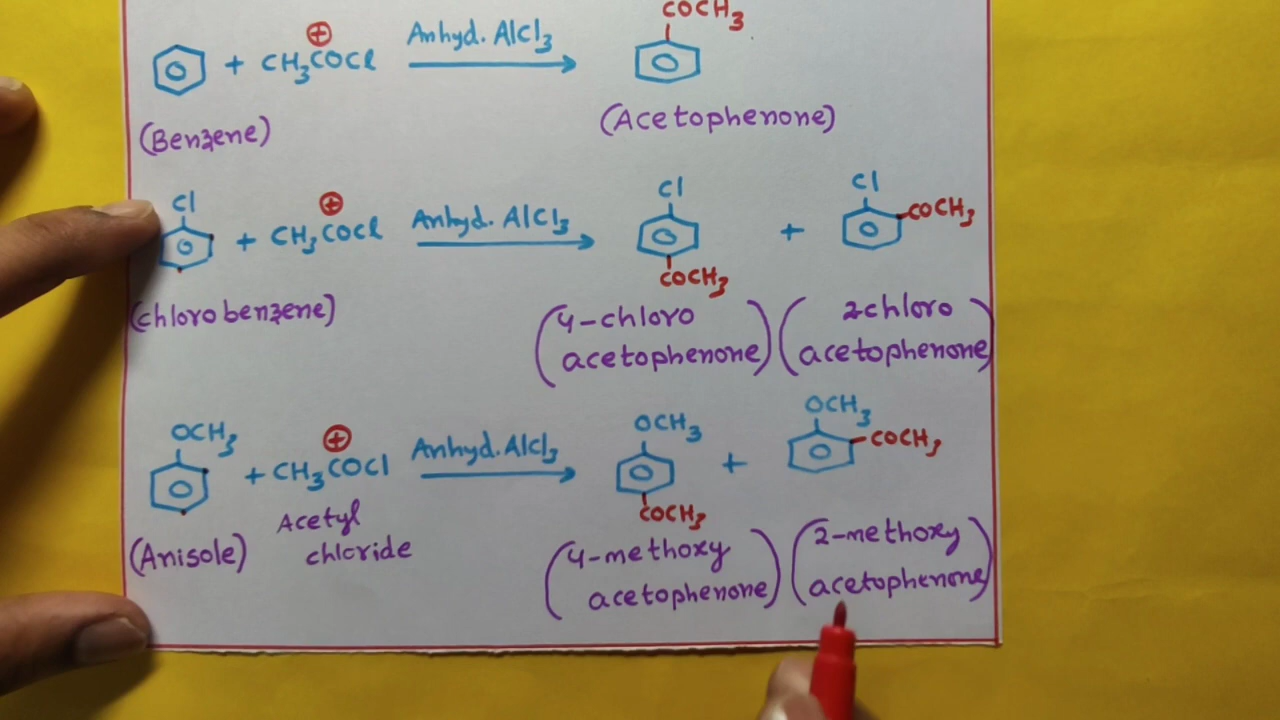 COCH3
⊕
+ CH3COCl Anhyd. AlCl3
(Benzene) (Acetophenone)
Cl ⊕ Cl Cl
+ CH3COCl Anhyd. AlCl3 + COCH3
COCH3
(chlorobenzene) (4-chloro acetophenone) (2chloro acetophenone)
OCH3 ⊕ OCH3 OCH3
+ CH3COCl Anhyd. AlCl3 + COCH3
COCH3
Acetyl chloride
(Anisole) (4-methoxy acetophenone) (2-methoxy acetophenone)